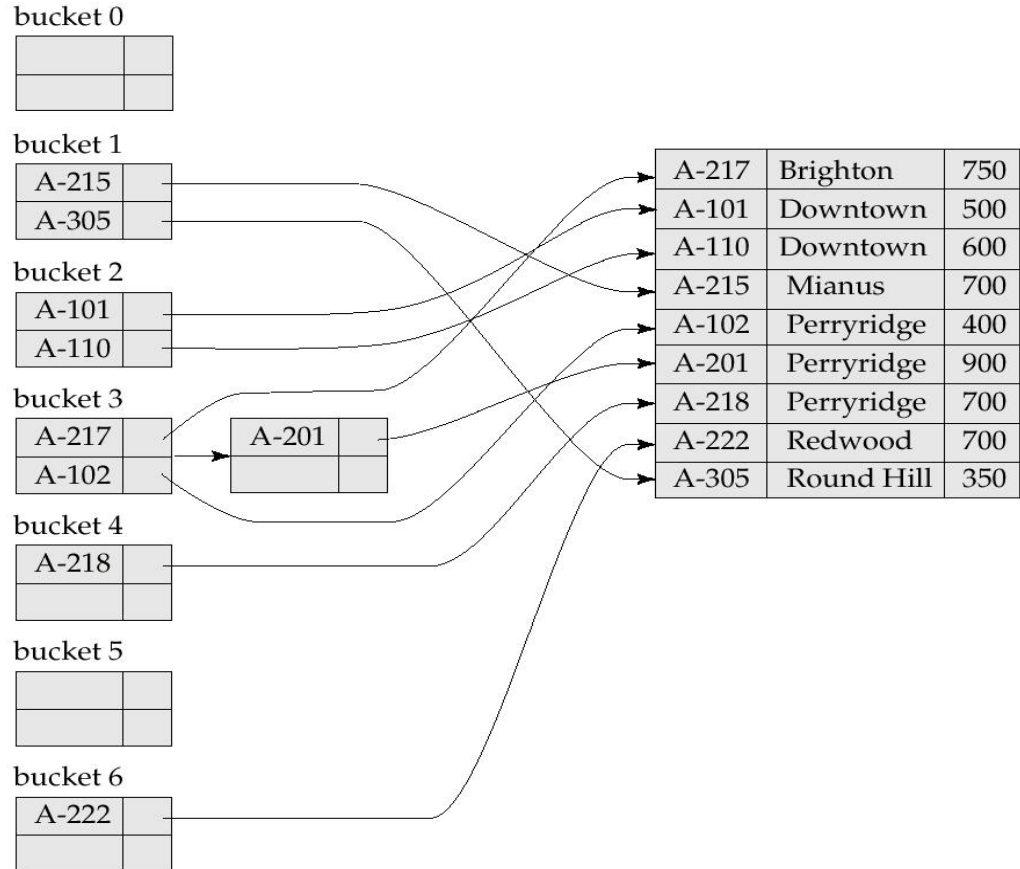 bucket 0
bucket 1
A-215
A-305
bucket 2
A-101
A-110
bucket 3
A-217
A-102
A-201
bucket 4
A-218
bucket 5
bucket 6
A-222
A-217 Brighton 750
A-101 Downtown 500
A-110 Downtown 600
A-215 Mianus 700
A-102 Perryridge 400
A-201 Perryridge 900
A-218 Perryridge 700
A-222 Redwood 700
A-305 Round Hill 350